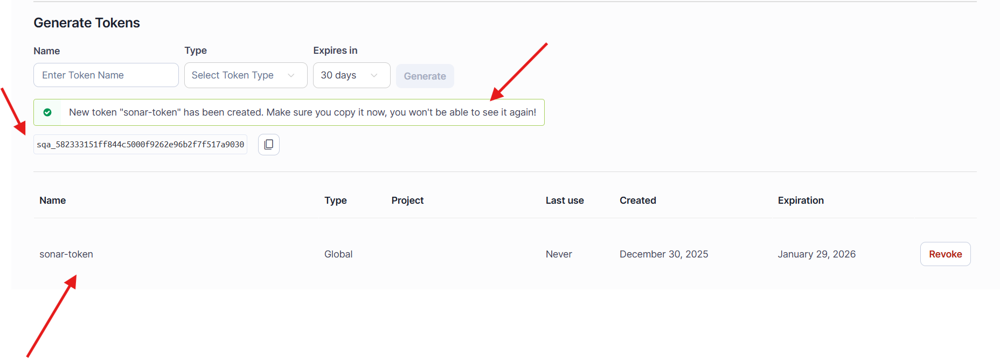 Generate Tokens
Name Type Expires in
Enter Token Name Select Token Type 30 days Generate
New token "sonar-token" has been created. Make sure you copy it now, you won't be able to see it again!
sqa_582333151ff844c5000f9262e96b2f7f517a9030
Name Type Project Last use Created Expiration
sonar-token Global Never December 30, 2025 January 29, 2026 Revoke